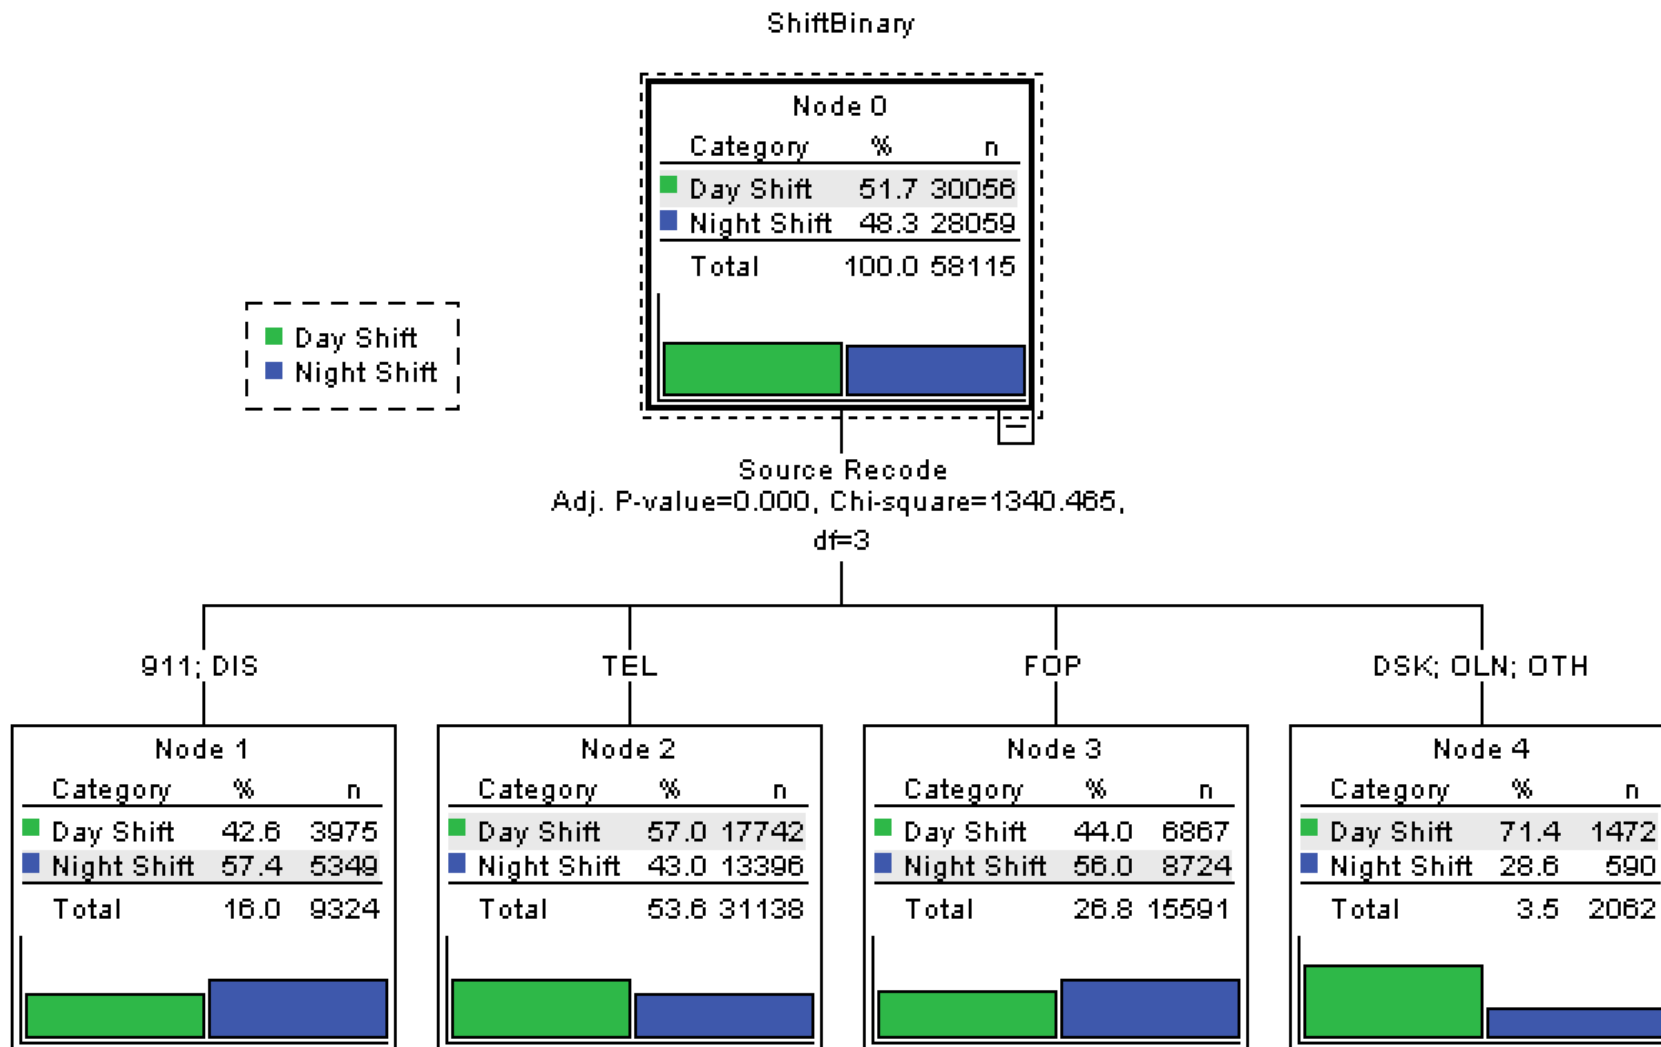 ShiftBinary
Node 0
Category % n
Day Shift 51.7 30056
Night Shift 48.3 28059
Total 100.0 58115
Day Shift
Night Shift
Source Recode
Adj. P-value=0.000, Chi-square=1340.465,
df=3
911; DIS
TEL
FOP
DSK; OLN; OTH
Node 1
Category % n
Day Shift 42.6 3975
Night Shift 57.4 5349
Total 16.0 9324
Node 2
Category % n
Day Shift 57.0 17742
Night Shift 43.0 13396
Total 53.6 31138
Node 3
Category % n
Day Shift 44.0 6867
Night Shift 56.0 8724
Total 26.8 15591
Node 4
Category % n
Day Shift 71.4 1472
Night Shift 28.6 590
Total 3.5 2062